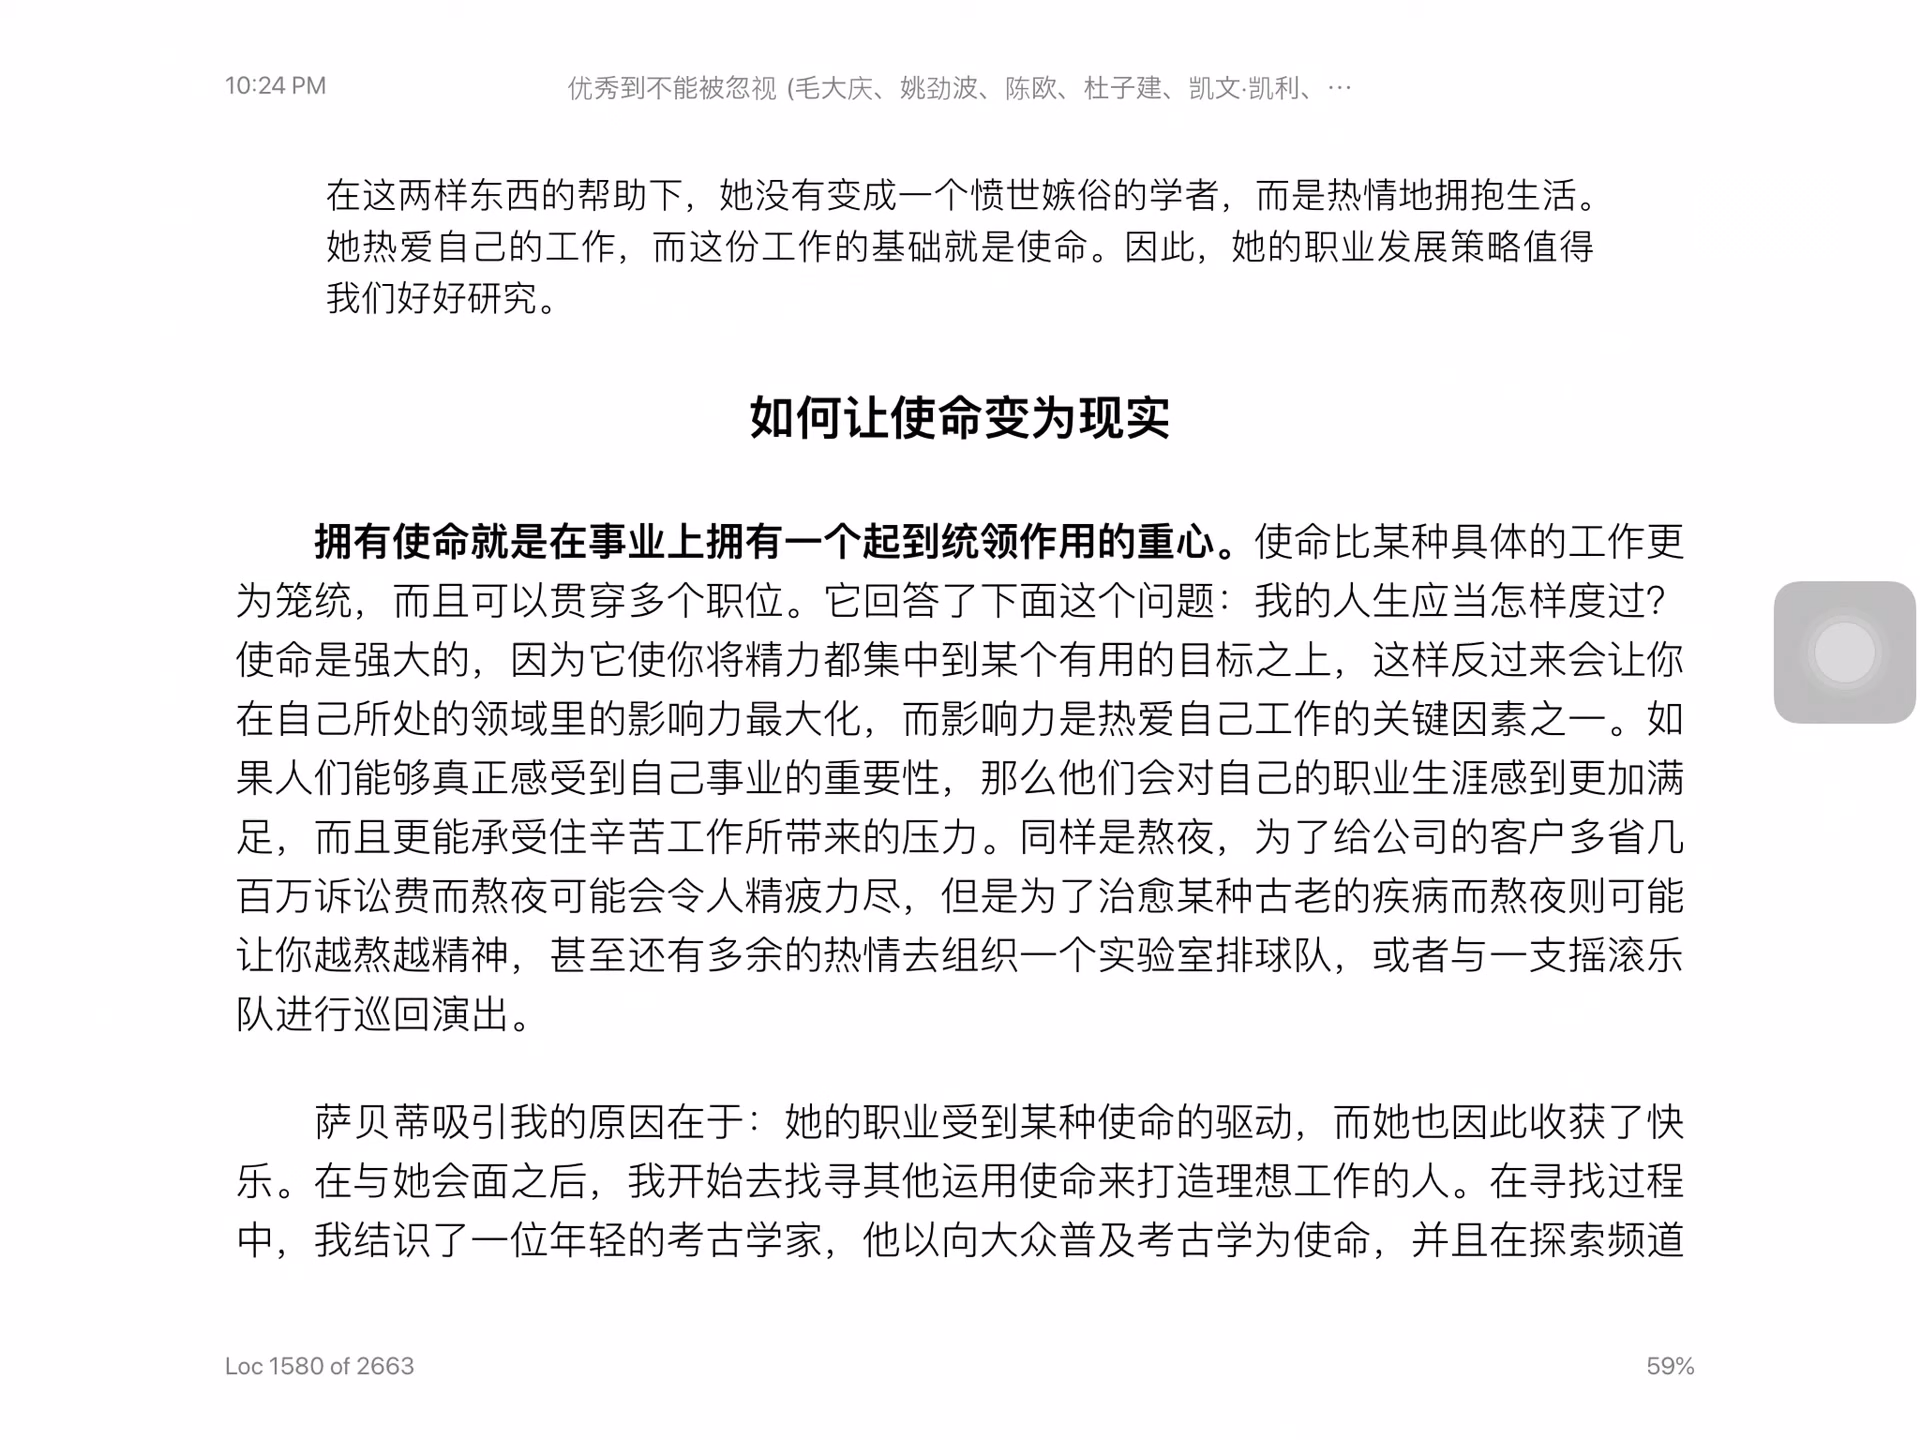 10:24 PM
优秀到不能被忽视 (毛大庆、姚劲波、陈欧、杜子建、凯文·凯利、…
在这两样东西的帮助下，她没有变成一个愤世嫉俗的学者，而是热情地拥抱生活。
她热爱自己的工作，而这份工作的基础就是使命。因此，她的职业发展策略值得
我们好好研究。
如何让使命变为现实
拥有使命就是在事业上拥有一个起到统领作用的重心。使命比某种具体的工作更
为笼统，而且可以贯穿多个职位。它回答了下面这个问题：我的人生应当怎样度过？
使命是强大的，因为它使你将精力都集中到某个有用的目标之上，这样反过来会让你
在自己所处的领域里的影响力最大化，而影响力是热爱自己工作的关键因素之一。如
果人们能够真正感受到自己事业的重要性，那么他们会对自己的职业生涯感到更加满
足，而且更能承受住辛苦工作所带来的压力。同样是熬夜，为了给公司的客户多省几
百万诉讼费而熬夜可能会令人精疲力尽，但是为了治愈某种古老的疾病而熬夜则可能
让你越熬越精神，甚至还有多余的热情去组织一个实验室排球队，或者与一支摇滚乐
队进行巡回演出。
萨贝蒂吸引我的原因在于：她的职业受到某种使命的驱动，而她也因此收获了快
乐。在与她会面之后，我开始去找寻其他运用使命来打造理想工作的人。在寻找过程
中，我结识了一位年轻的考古学家，他以向大众普及考古学为使命，并且在探索频道
Loc 1580 of 2663
59%